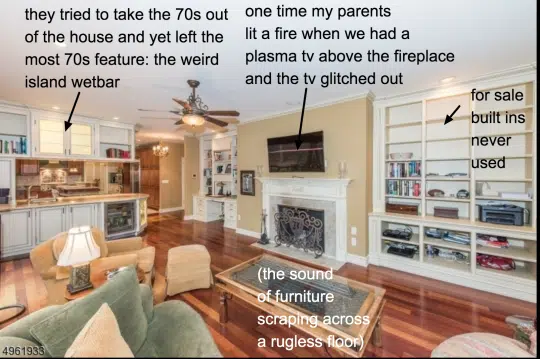 they tried to take the 70s out
of the house and yet left the
most 70s feature: the weird
island wetbar
one time my parents
lit a fire when we had a
plasma tv above the fireplace
and the tv glitched out
for sale
built ins
never
used
(the sound
of furniture
scraping across
a rugless floor)
4961933